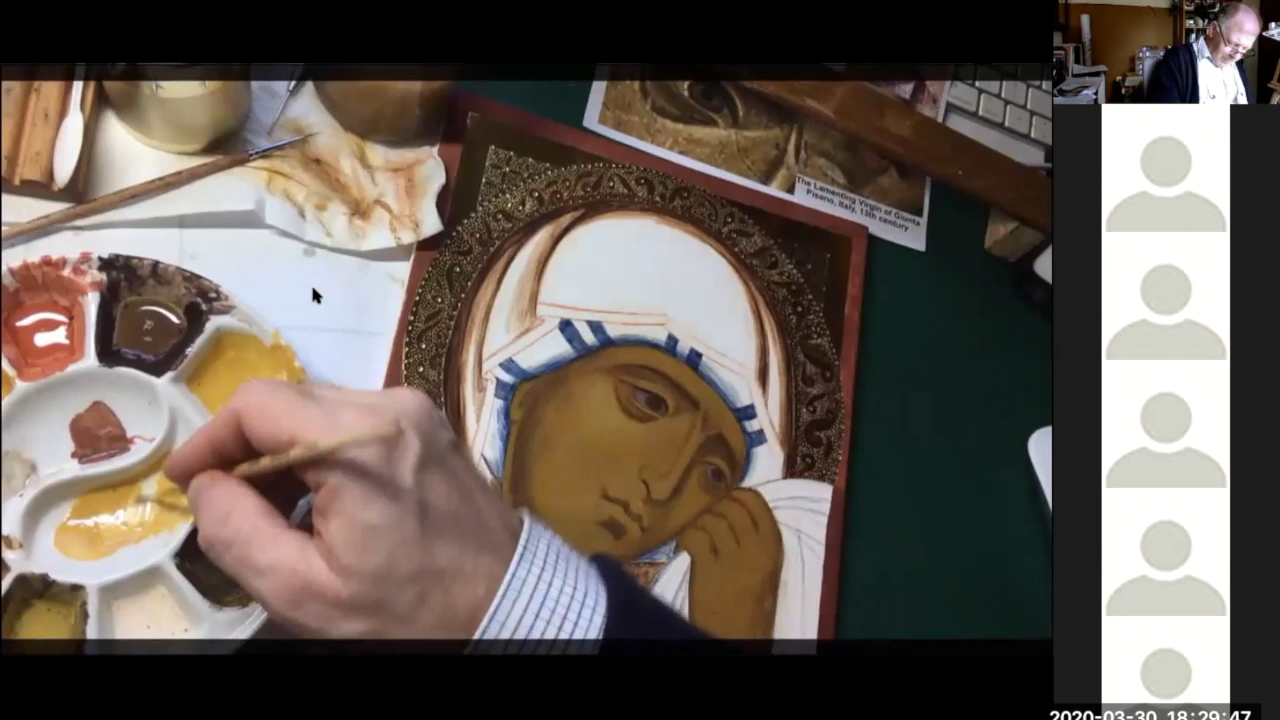 The Lamenting Virgin of Giunta
Pisano, Italy, 13th century
2020-03-30 18:29:47